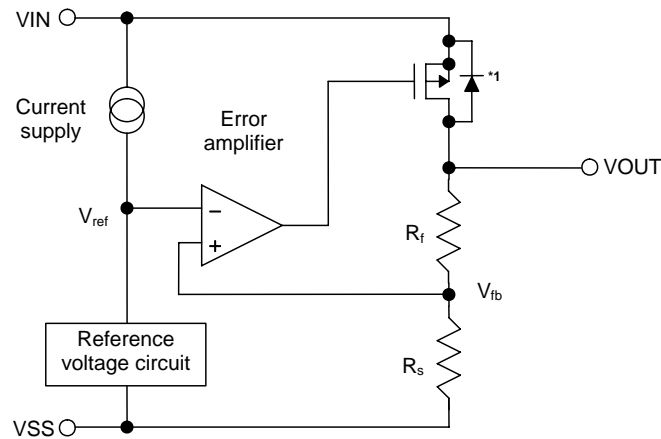 VIN
*1
Current
supply
Error
amplifier
VOUT
Vref
−
+
Rf
Vfb
Reference
voltage circuit
Rs
VSS